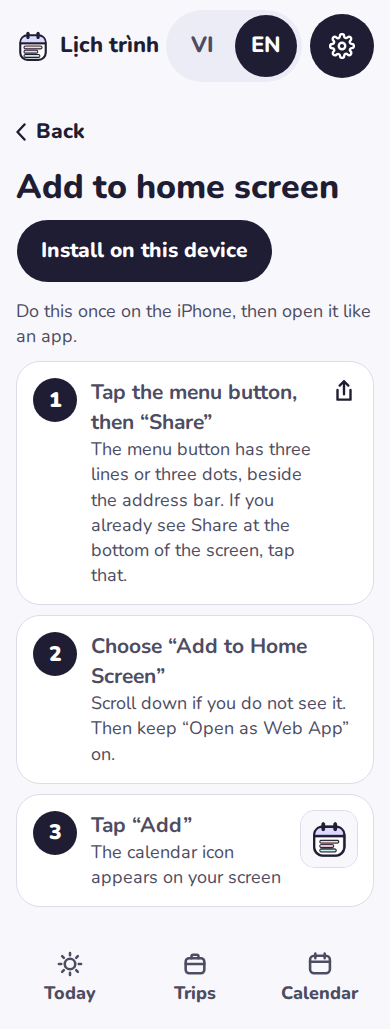 Lịch trình
VI
EN
Back
Add to home screen
Install on this device
Do this once on the iPhone, then open it like
an app.
1
Tap the menu button,
then “Share”
The menu button has three
lines or three dots, beside
the address bar. If you
already see Share at the
bottom of the screen, tap
that.
2
Choose “Add to Home
Screen”
Scroll down if you do not see it.
Then keep “Open as Web App”
on.
3
Tap “Add”
The calendar icon
appears on your screen
Today
Trips
Calendar